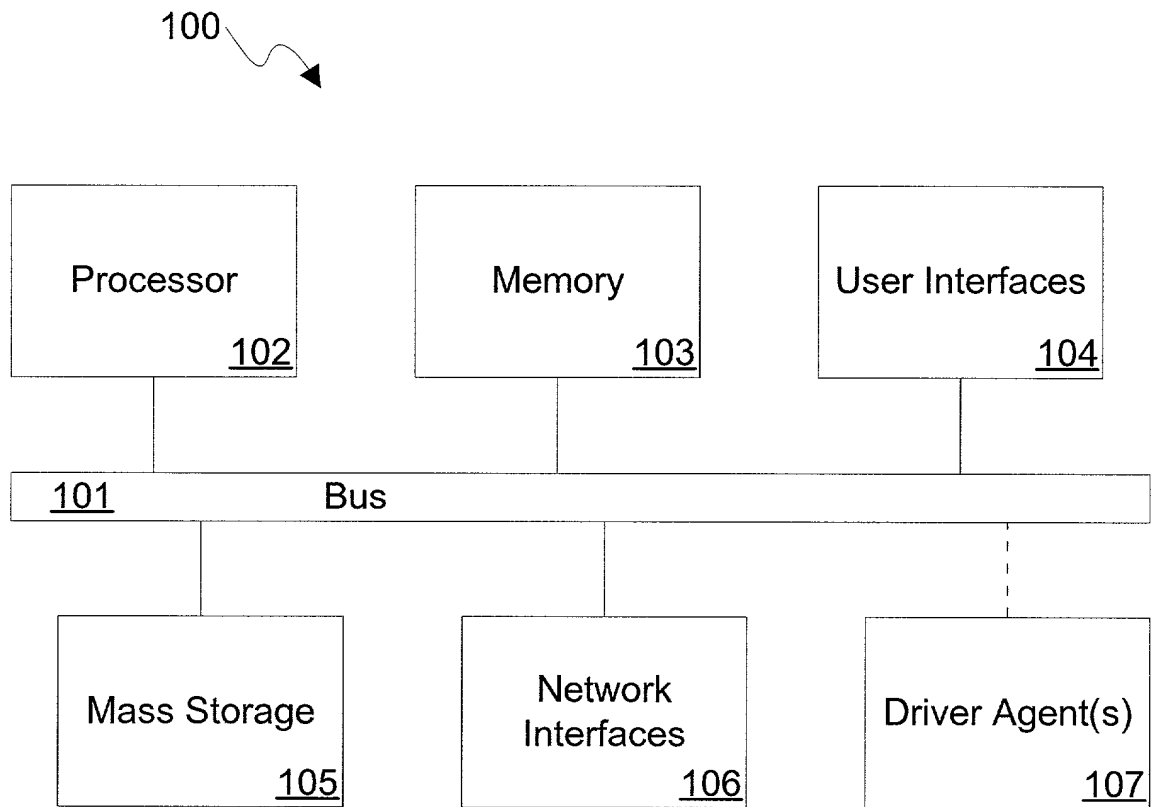 100
Processor
102
Memory
103
User Interfaces
104
101 Bus
Mass Storage
105
Network
Interfaces
106
Driver Agent(s)
107